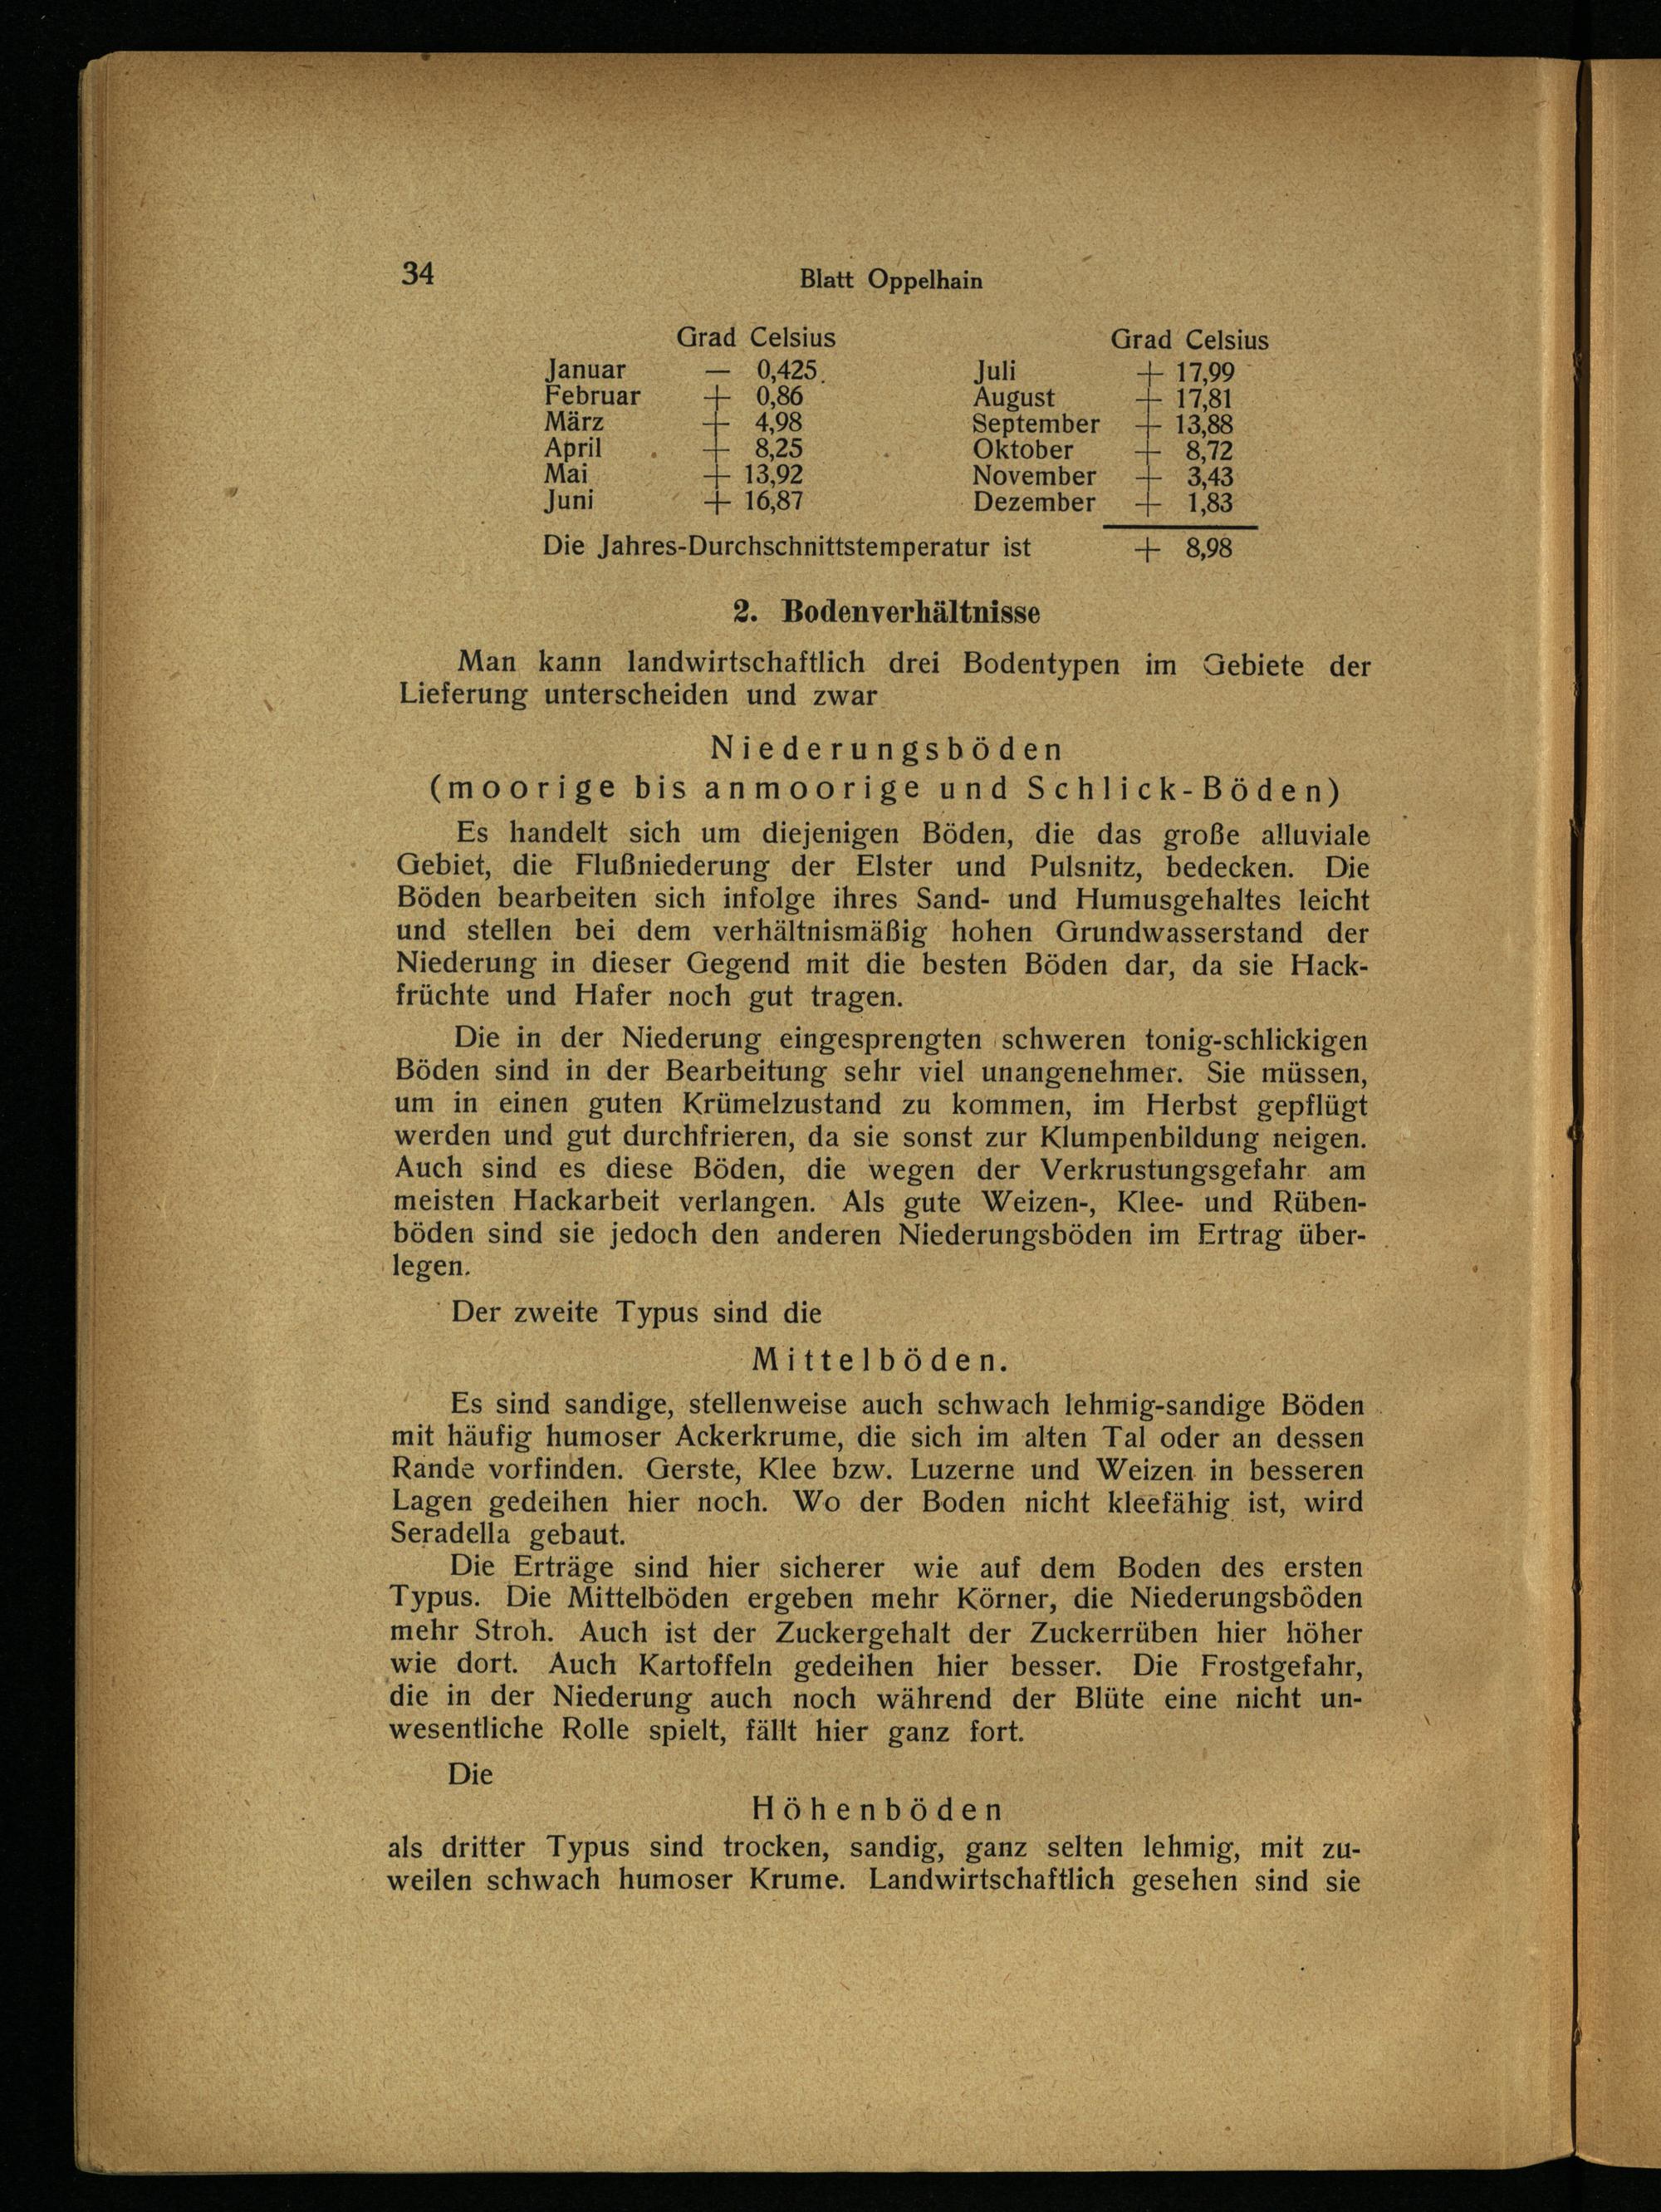 34
Blatt Oppelhain
Grad Celsius Grad Celsius
Januar — 0,425 Juli + 17,99
Februar + 0,86 August + 17,81
März + 4,98 September + 13,88
April + 8,25 Oktober + 8,72
Mai + 13,92 November + 3,43
Juni + 16,87 Dezember + 1,83
Die Jahres-Durchschnittstemperatur ist + 8,98
2. Bodenverhältnisse
Man kann landwirtschaftlich drei Bodentypen im Gebiete der
Lieferung unterscheiden und zwar
Niederungsböden
(moorige bis anmoorige und Schlick-Böden)
Es handelt sich um diejenigen Böden, die das große alluviale
Gebiet, die Flußniederung der Elster und Pulsnitz, bedecken. Die
Böden bearbeiten sich infolge ihres Sand- und Humusgehaltes leicht
und stellen bei dem verhältnismäßig hohen Grundwasserstand der
Niederung in dieser Gegend mit die besten Böden dar, da sie Hack-
früchte und Hafer noch gut tragen.
Die in der Niederung eingesprengten schweren tonig-schlickigen
Böden sind in der Bearbeitung sehr viel unangenehmer. Sie müssen,
um in einen guten Krümelzustand zu kommen, im Herbst gepflügt
werden und gut durchfrieren, da sie sonst zur Klumpenbildung neigen.
Auch sind es diese Böden, die wegen der Verkrustungsgefahr am
meisten Hackarbeit verlangen. Als gute Weizen-, Klee- und Rüben-
böden sind sie jedoch den anderen Niederungsböden im Ertrag über-
legen.
Der zweite Typus sind die
Mittelböden.
Es sind sandige, stellenweise auch schwach lehmig-sandige Böden
mit häufig humoser Ackerkrume, die sich im alten Tal oder an dessen
Rande vorfinden. Gerste, Klee bzw. Luzerne und Weizen in besseren
Lagen gedeihen hier noch. Wo der Boden nicht kleefähig ist, wird
Seradella gebaut.
Die Erträge sind hier sicherer wie auf dem Boden des ersten
Typus. Die Mittelböden ergeben mehr Körner, die Niederungsböden
mehr Stroh. Auch ist der Zuckergehalt der Zuckerrüben hier höher
wie dort. Auch Kartoffeln gedeihen hier besser. Die Frostgefahr,
die in der Niederung auch noch während der Blüte eine nicht un-
wesentliche Rolle spielt, fällt hier ganz fort.
Die
Höhenböden
als dritter Typus sind trocken, sandig, ganz selten lehmig, mit zu-
weilen schwach humoser Krume. Landwirtschaftlich gesehen sind sie